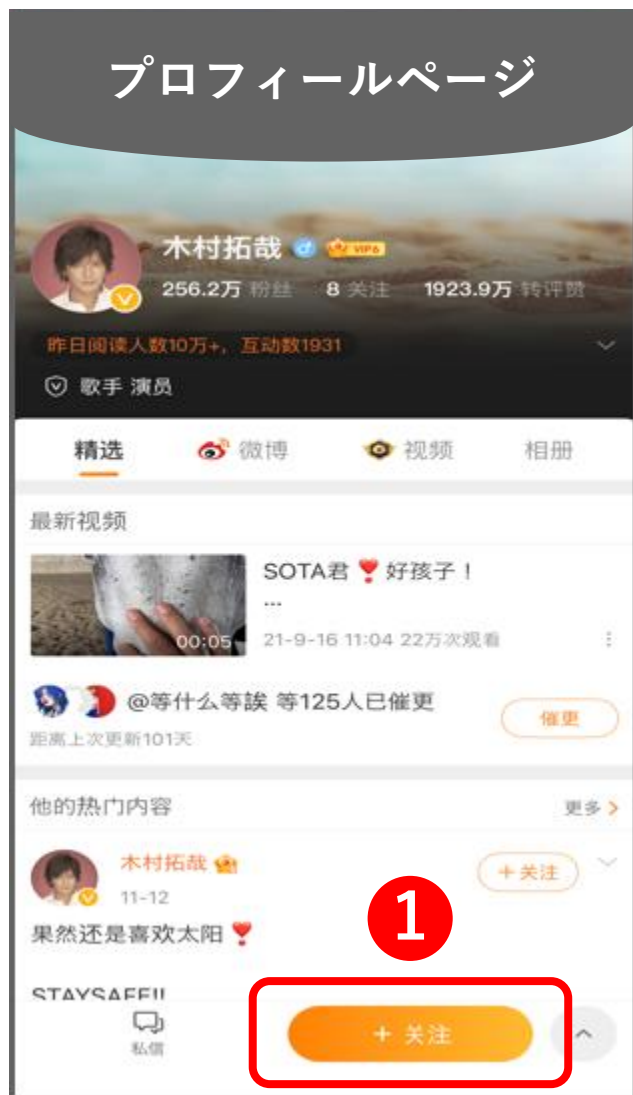 プロフィールページ
木村拓哉 VIP6
256.2万 粉丝 8 关注 1923.9万 转评赞
昨日阅读人数10万+，互动数1931
歌手 演员
精选 微博 视频 相册
最新视频
SOTA君❣️好孩子！
...
00:05 21-9-16 11:04 22万次观看
@等什么等誒 等125人已催更
催更
距离上次更新101天
他的热门内容 更多 >
木村拓哉
+关注
11-12
果然还是喜欢太阳❣️
1
STAYSAFE!!
私信
+ 关注